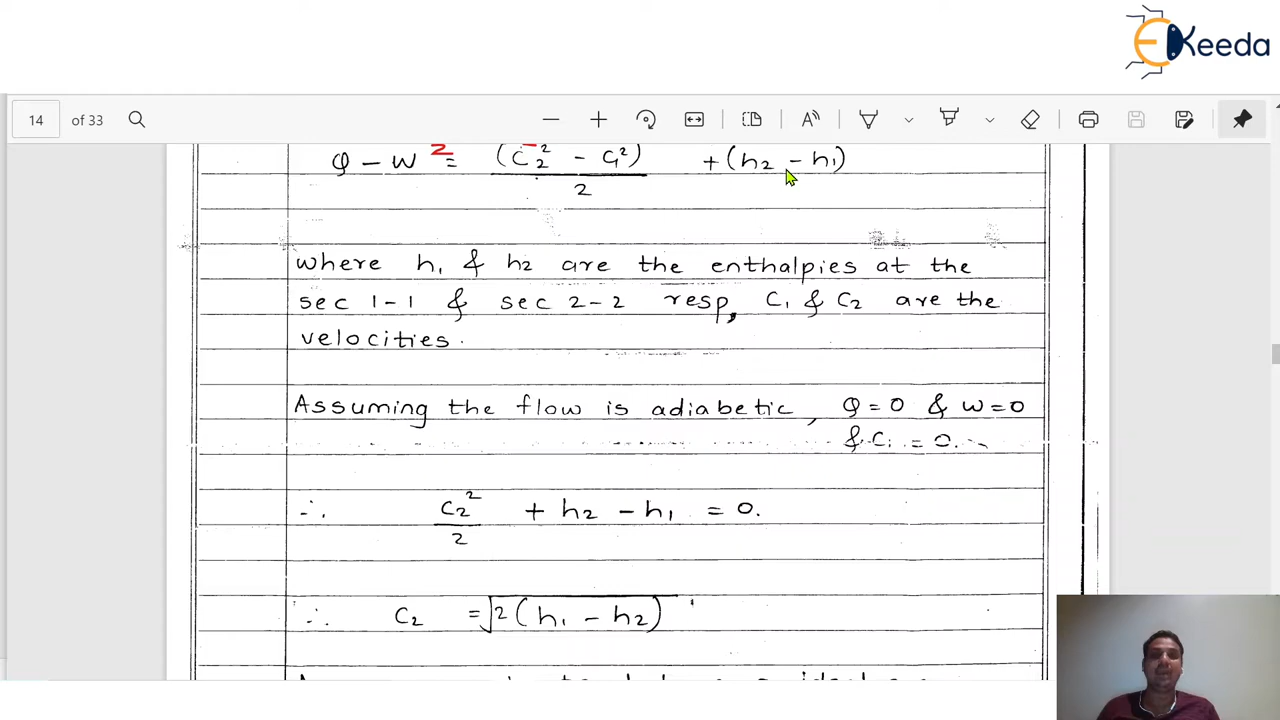 EKeeda
14 of 33
Q - W = (C₂² - C₁²) / 2 + (h₂ - h₁)
where h₁ & h₂ are the enthalpies at the
sec 1-1 & sec 2-2 resp, C₁ & C₂ are the
velocities.
Assuming the flow is adiabetic, Q = 0 & W = 0
& C₁ = 0.
∴ C₂² / 2 + h₂ - h₁ = 0.
∴ C₂ = √2(h₁ - h₂)